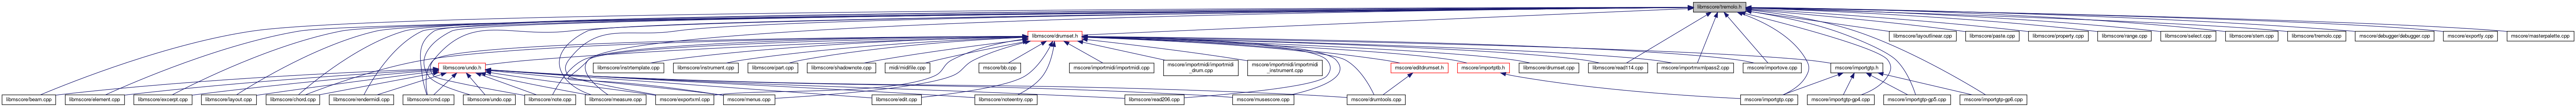 libmscore/tremolo.h
libmscore/drumset.h
libmscore/layoutlinear.cpp
libmscore/paste.cpp
libmscore/property.cpp
libmscore/range.cpp
libmscore/select.cpp
libmscore/stem.cpp
libmscore/tremolo.cpp
mscore/debugger/debugger.cpp
mscore/exportly.cpp
mscore/masterpalette.cpp
libmscore/undo.h
libmscore/instrtemplate.cpp
libmscore/instrument.cpp
libmscore/part.cpp
libmscore/shadownote.cpp
midi/midifile.cpp
mscore/bb.cpp
mscore/importmidi/importmidi.cpp
mscore/importmidi/importmidi
_drum.cpp
mscore/importmidi/importmidi
_instrument.cpp
mscore/editdrumset.h
mscore/importptb.h
libmscore/drumset.cpp
libmscore/read114.cpp
mscore/importmxmlpass2.cpp
mscore/importove.cpp
mscore/importgtp.h
libmscore/beam.cpp
libmscore/element.cpp
libmscore/excerpt.cpp
libmscore/layout.cpp
libmscore/chord.cpp
libmscore/rendermidi.cpp
libmscore/cmd.cpp
libmscore/undo.cpp
libmscore/note.cpp
libmscore/measure.cpp
mscore/exportxml.cpp
mscore/menus.cpp
libmscore/edit.cpp
libmscore/noteentry.cpp
libmscore/read206.cpp
mscore/musescore.cpp
mscore/drumtools.cpp
mscore/importgtp.cpp
mscore/importgtp-gp4.cpp
mscore/importgtp-gp5.cpp
mscore/importgtp-gp6.cpp